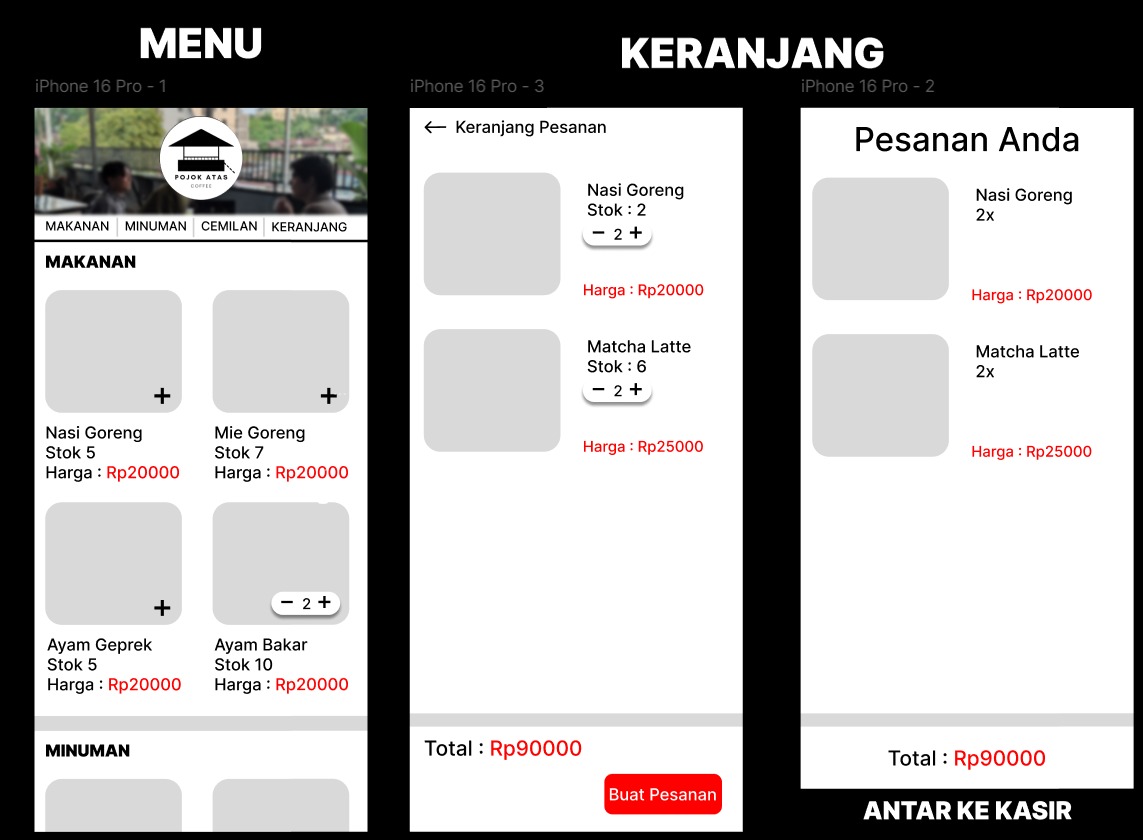 MENU
KERANJANG
iPhone 16 Pro - 1
iPhone 16 Pro - 3
iPhone 16 Pro - 2
POJOK ATAS
COFFEE
MAKANAN
MINUMAN
CEMILAN
KERANJANG
MAKANAN
+
+
Nasi Goreng
Stok 5
Harga : Rp20000
Mie Goreng
Stok 7
Harga : Rp20000
+
− 2 +
Ayam Geprek
Stok 5
Harga : Rp20000
Ayam Bakar
Stok 10
Harga : Rp20000
MINUMAN
← Keranjang Pesanan
Nasi Goreng
Stok : 2
− 2 +
Harga : Rp20000
Matcha Latte
Stok : 6
− 2 +
Harga : Rp25000
Total : Rp90000
Buat Pesanan
Pesanan Anda
Nasi Goreng
2x
Harga : Rp20000
Matcha Latte
2x
Harga : Rp25000
Total : Rp90000
ANTAR KE KASIR